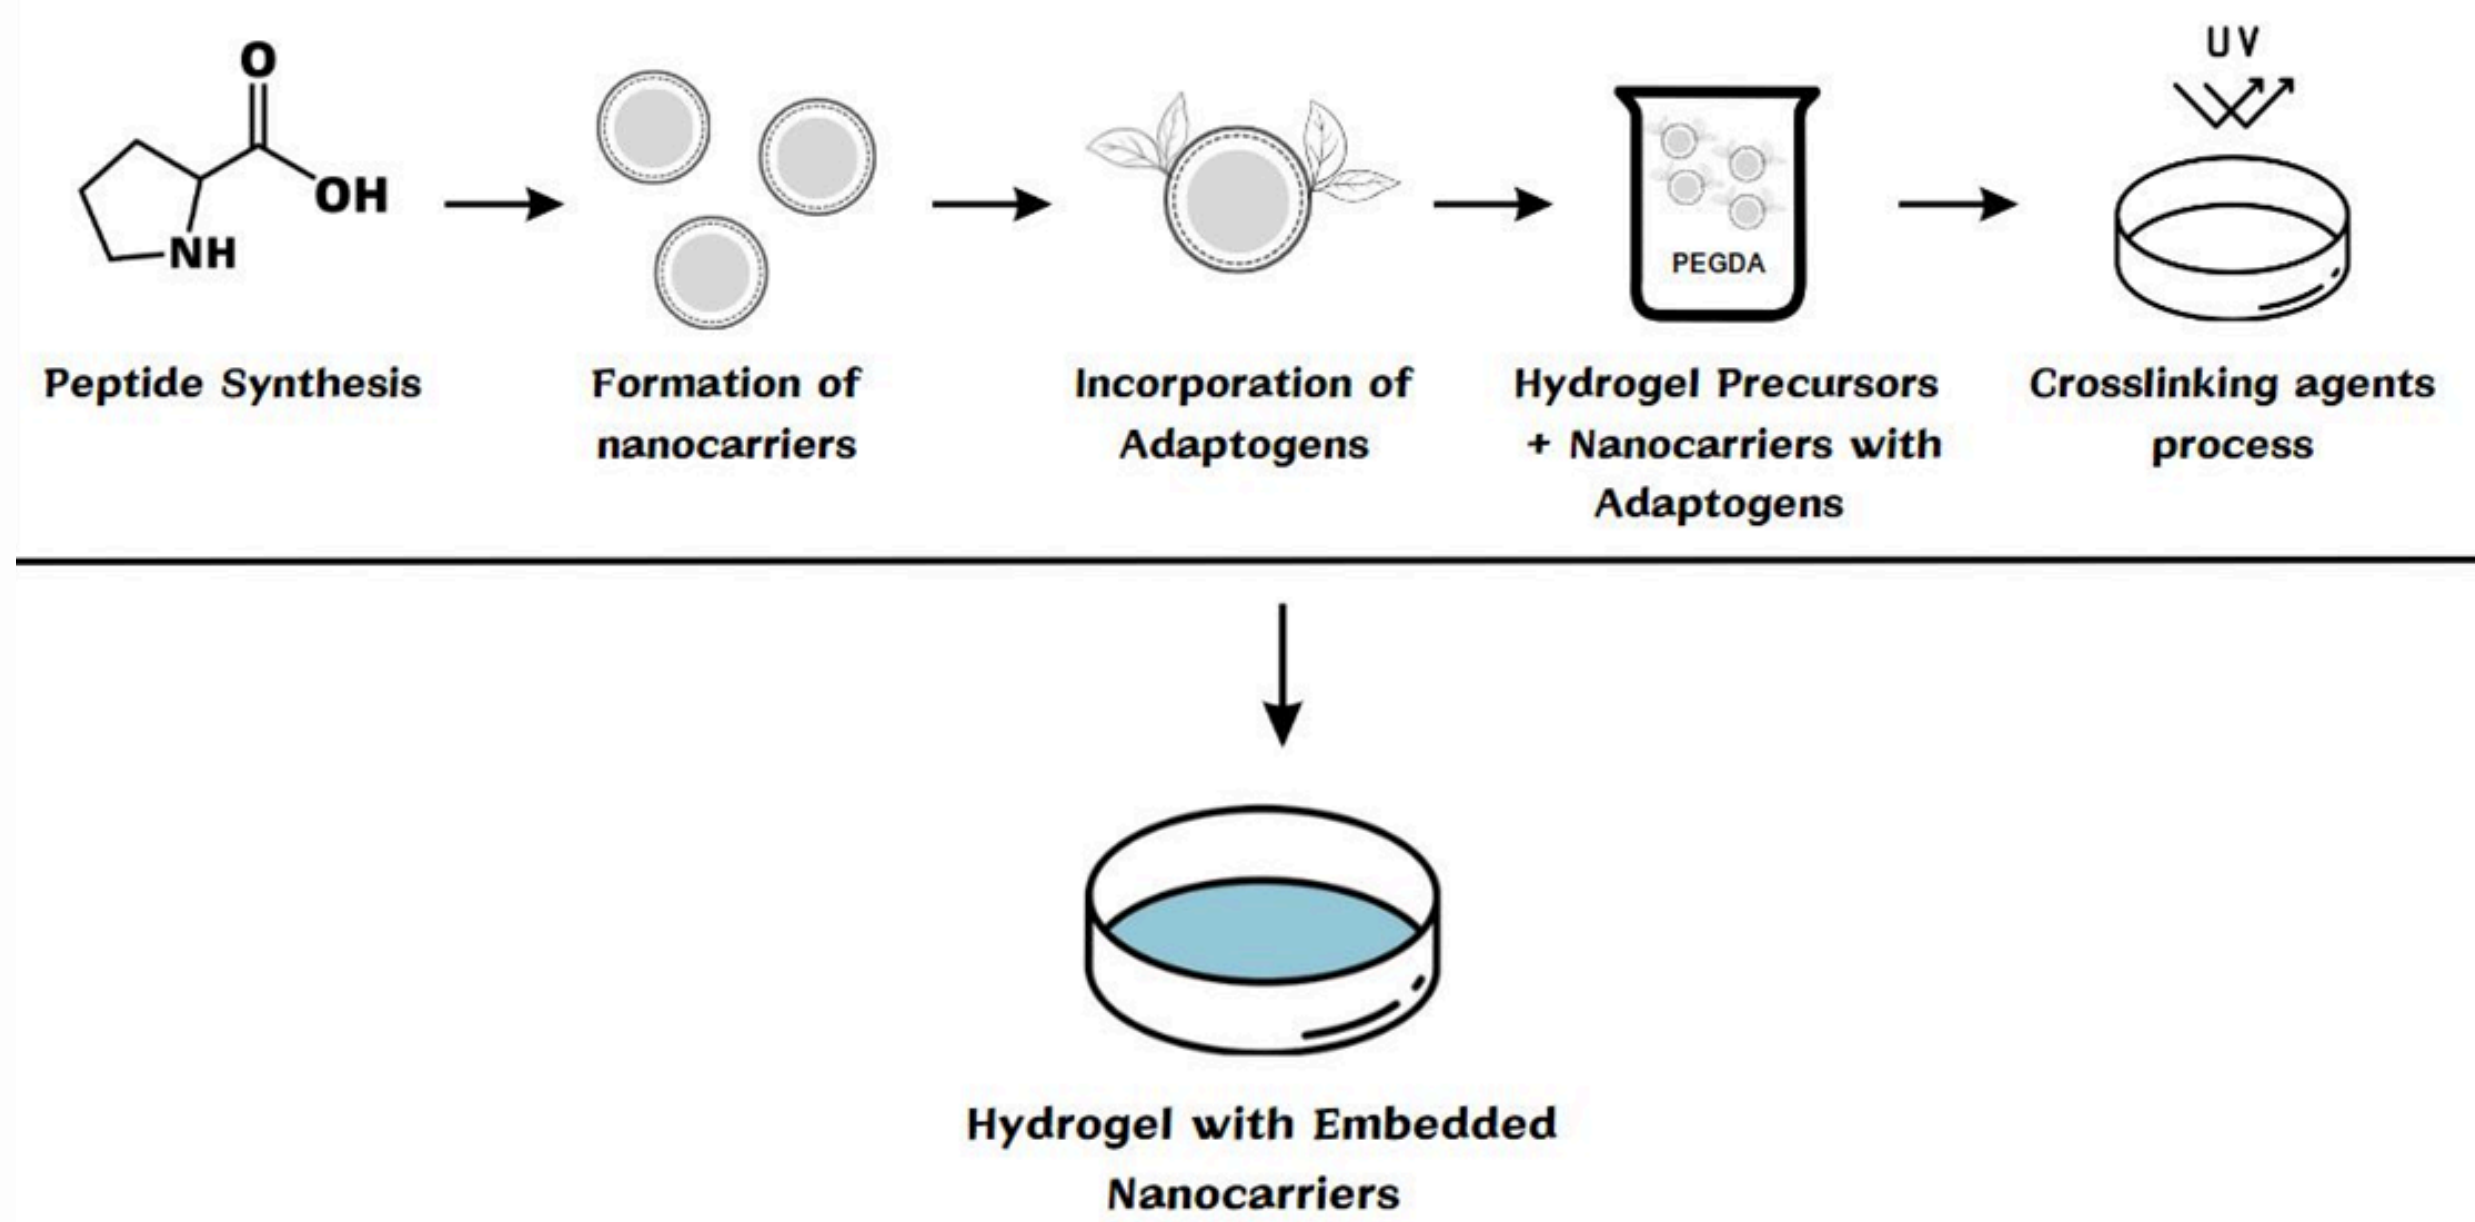 O
OH
NH
Peptide Synthesis
Formation of
nanocarriers
Incorporation of
Adaptogens
PEGDA
Hydrogel Precursors
+ Nanocarriers with
Adaptogens
UV
Crosslinking agents
process
Hydrogel with Embedded
Nanocarriers